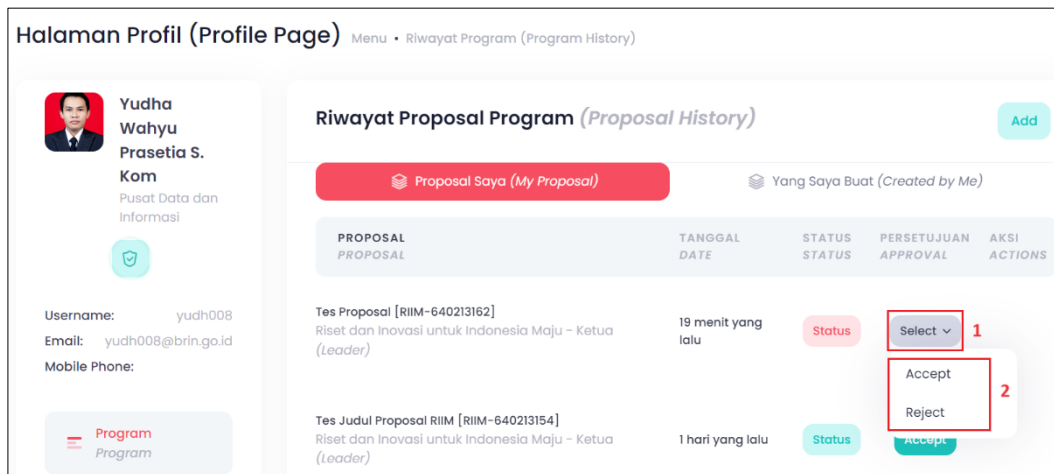 Halaman Profil (Profile Page) Menu • Riwayat Program (Program History)
Yudha
Wahyu
Prasetia S.
Kom
Pusat Data dan
Informasi
Username: yudh008
Email: yudh008@brin.go.id
Mobile Phone:
Program
Program
Riwayat Proposal Program (Proposal History)
Add
Proposal Saya (My Proposal)
Yang Saya Buat (Created by Me)
PROPOSAL TANGGAL STATUS PERSETUJUAN AKSI
PROPOSAL DATE STATUS APPROVAL ACTIONS
Tes Proposal [RIIM-640213162]
Riset dan Inovasi untuk Indonesia Maju - Ketua
(Leader)
19 menit yang
lalu
Status
Select
1
Accept
Reject
2
Tes Judul Proposal RIIM [RIIM-640213154]
Riset dan Inovasi untuk Indonesia Maju - Ketua
(Leader)
1 hari yang lalu
Status
Accept